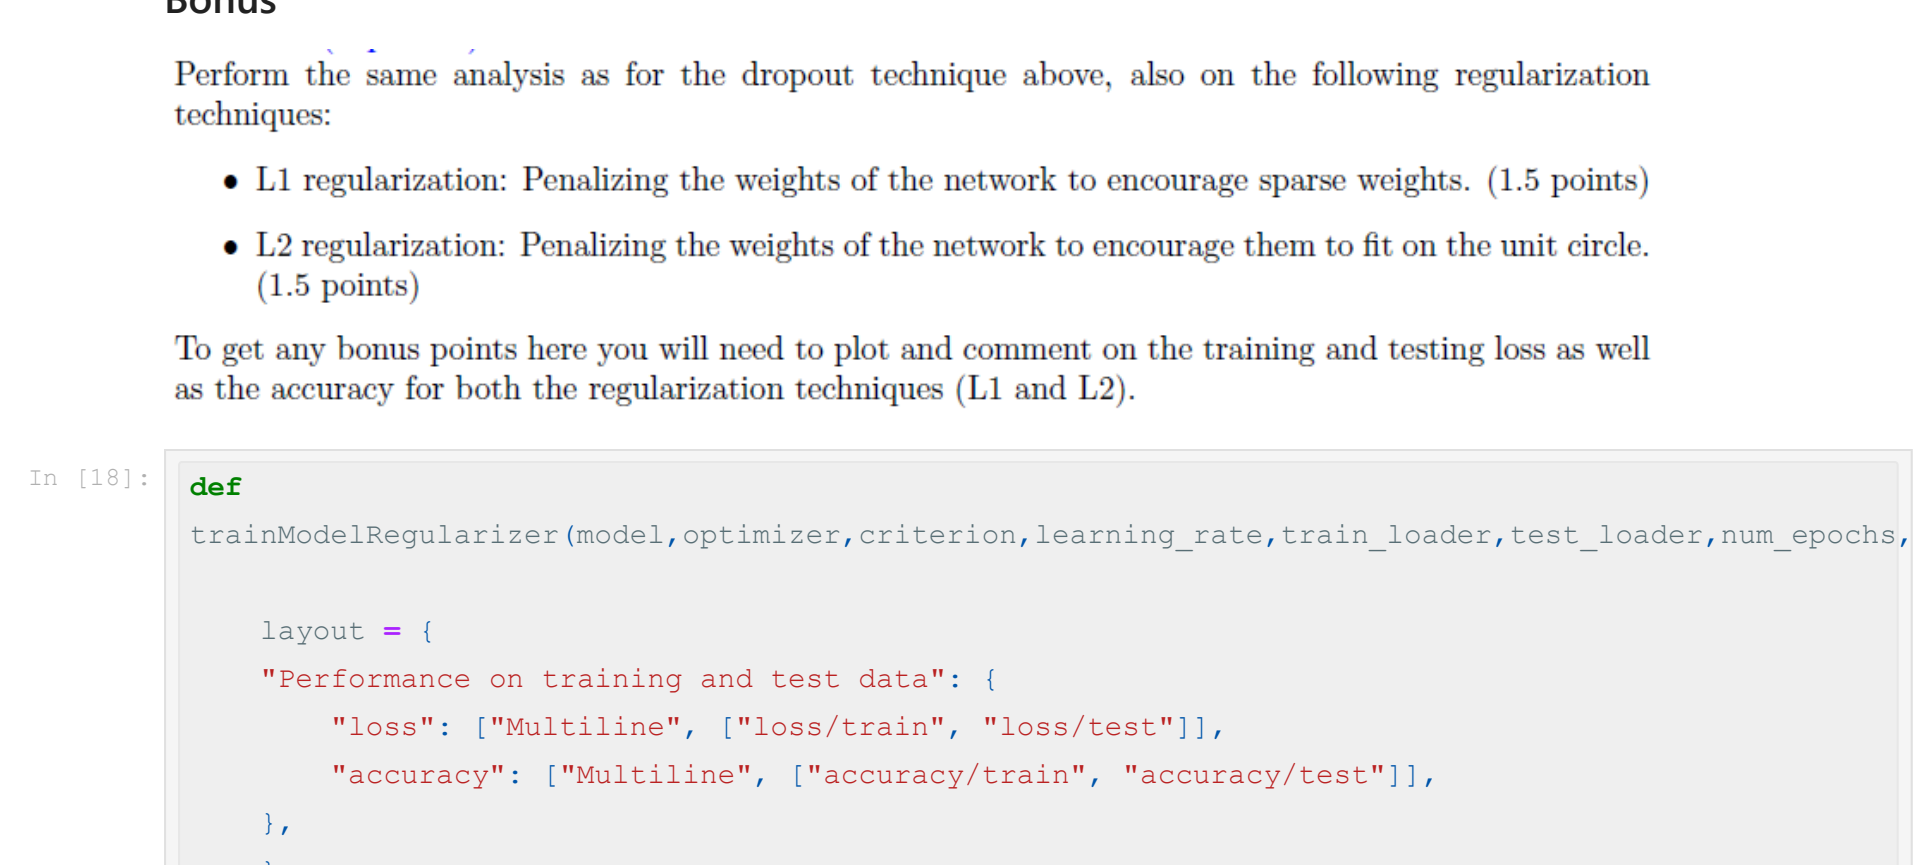 Bonus
Perform the same analysis as for the dropout technique above, also on the following regularization
techniques:
• L1 regularization: Penalizing the weights of the network to encourage sparse weights. (1.5 points)
• L2 regularization: Penalizing the weights of the network to encourage them to fit on the unit circle.
(1.5 points)
To get any bonus points here you will need to plot and comment on the training and testing loss as well
as the accuracy for both the regularization techniques (L1 and L2).
In [18]:
def
trainModelRegularizer(model,optimizer,criterion,learning_rate,train_loader,test_loader,num_epochs,
layout = {
"Performance on training and test data": {
"loss": ["Multiline", ["loss/train", "loss/test"]],
"accuracy": ["Multiline", ["accuracy/train", "accuracy/test"]],
},